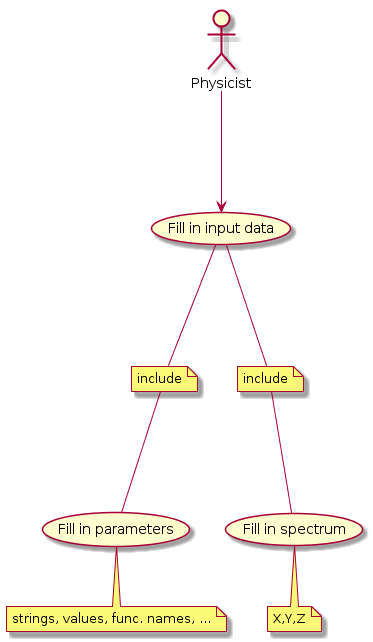 Physicist
Fill in input data
include
include
Fill in parameters
Fill in spectrum
strings, values, func. names, ...
X,Y,Z